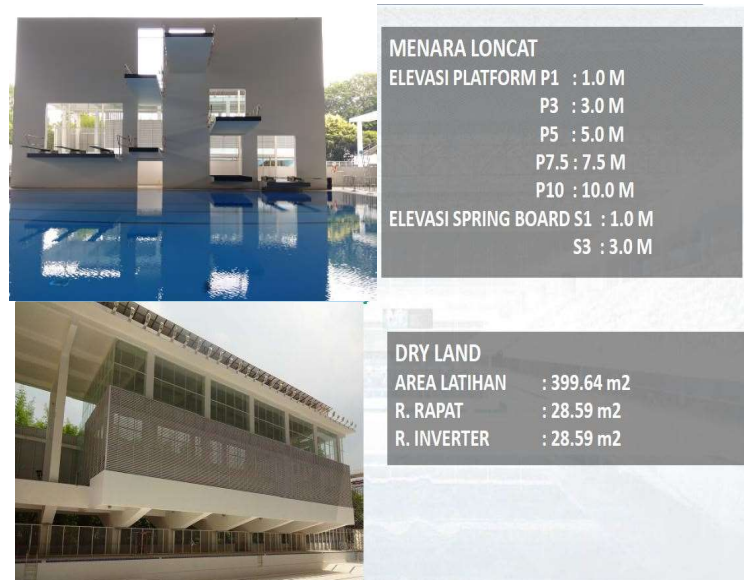 MENARA LONCAT
ELEVASI PLATFORM P1 : 1.0 M
P3 : 3.0 M
P5 : 5.0 M
P7.5 : 7.5 M
P10 : 10.0 M
ELEVASI SPRING BOARD S1 : 1.0 M
S3 : 3.0 M
DRY LAND
AREA LATIHAN : 399.64 m2
R. RAPAT : 28.59 m2
R. INVERTER : 28.59 m2